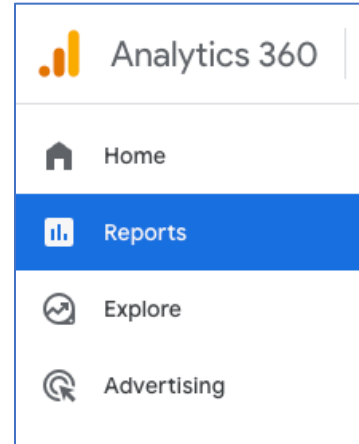 Analytics 360
Home
Reports
Explore
Advertising